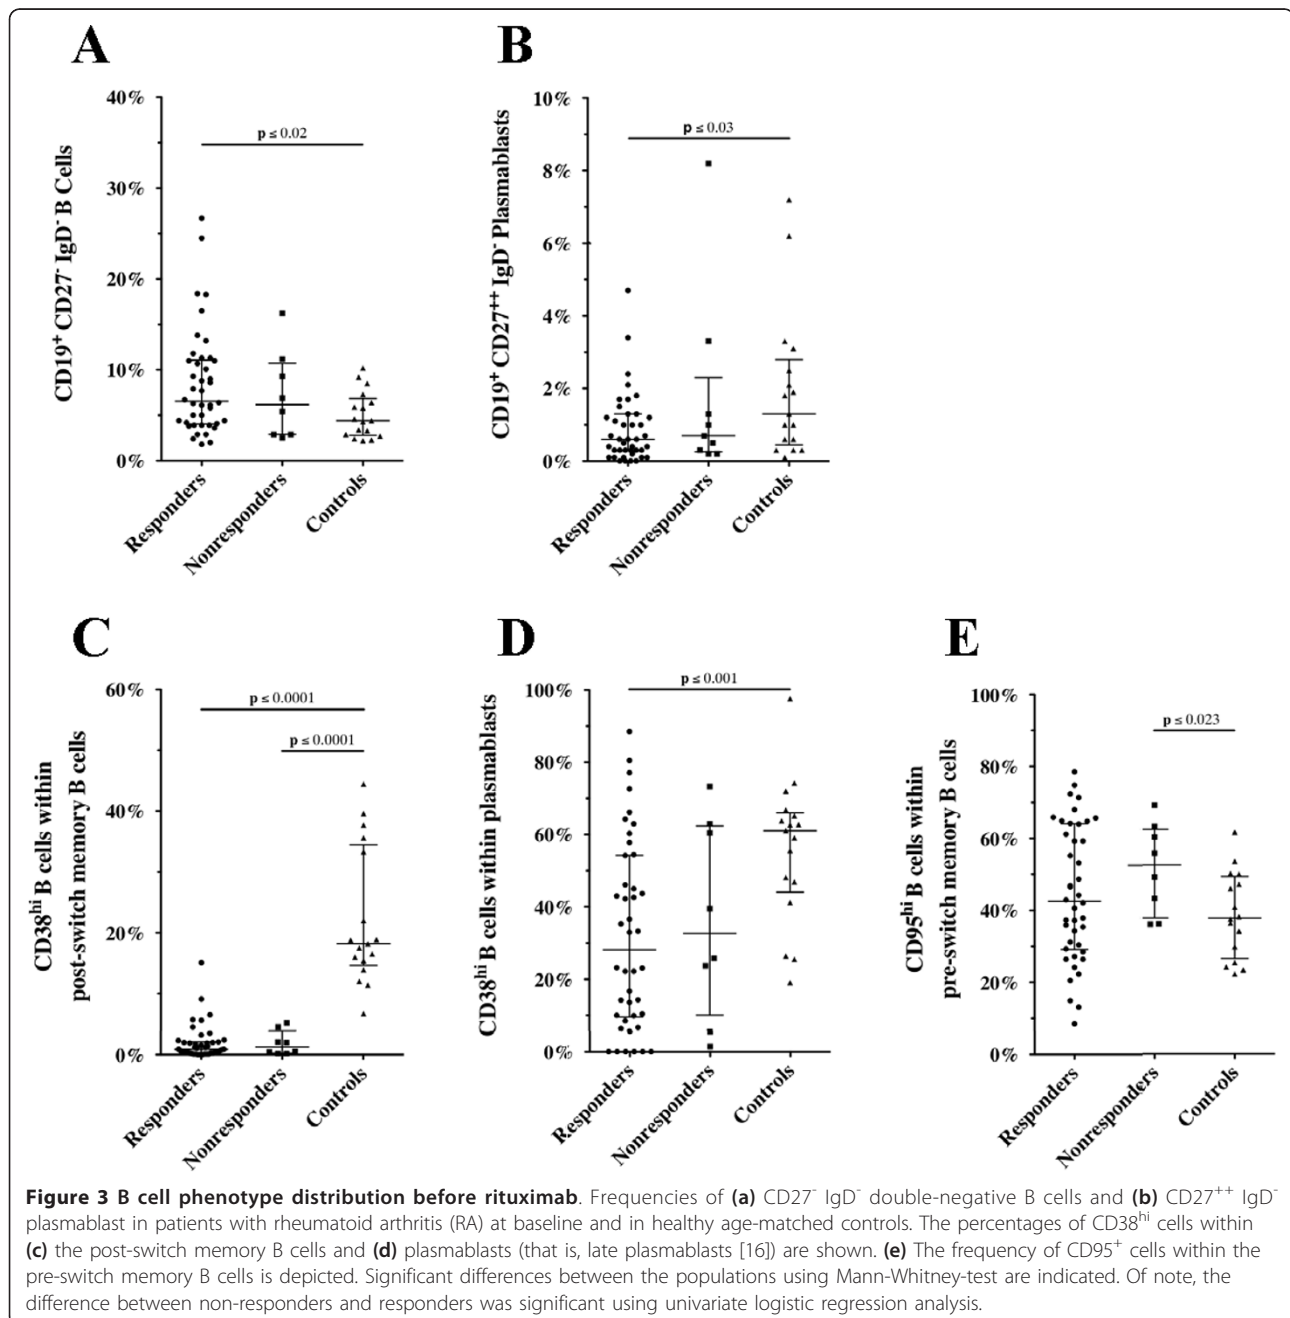 A
B
40%
30%
20%
10%
0%
CD19⁺ CD27⁻ IgD⁻ B Cells
p ≤ 0.02
Responders
Nonresponders
Controls
10%
8%
6%
4%
2%
0%
CD19⁺ CD27⁺⁺ IgD⁻ Plasmablasts
p ≤ 0.03
Responders
Nonresponders
Controls
C
D
E
60%
40%
20%
0%
CD38ʰⁱ B cells within
post-switch memory B cells
p ≤ 0.0001
p ≤ 0.0001
Responders
Nonresponders
Controls
100%
80%
60%
40%
20%
0%
CD38ʰⁱ B cells within plasmablasts
p ≤ 0.001
Responders
Nonresponders
Controls
100%
80%
60%
40%
20%
0%
CD95ʰⁱ B cells within
pre-switch memory B cells
p ≤ 0.023
Responders
Nonresponders
Controls
Figure 3 B cell phenotype distribution before rituximab. Frequencies of (a) CD27⁻ IgD⁻ double-negative B cells and (b) CD27⁺⁺ IgD⁻
plasmablast in patients with rheumatoid arthritis (RA) at baseline and in healthy age-matched controls. The percentages of CD38ʰⁱ cells within
(c) the post-switch memory B cells and (d) plasmablasts (that is, late plasmablasts [16]) are shown. (e) The frequency of CD95⁺ cells within the
pre-switch memory B cells is depicted. Significant differences between the populations using Mann-Whitney-test are indicated. Of note, the
difference between non-responders and responders was significant using univariate logistic regression analysis.